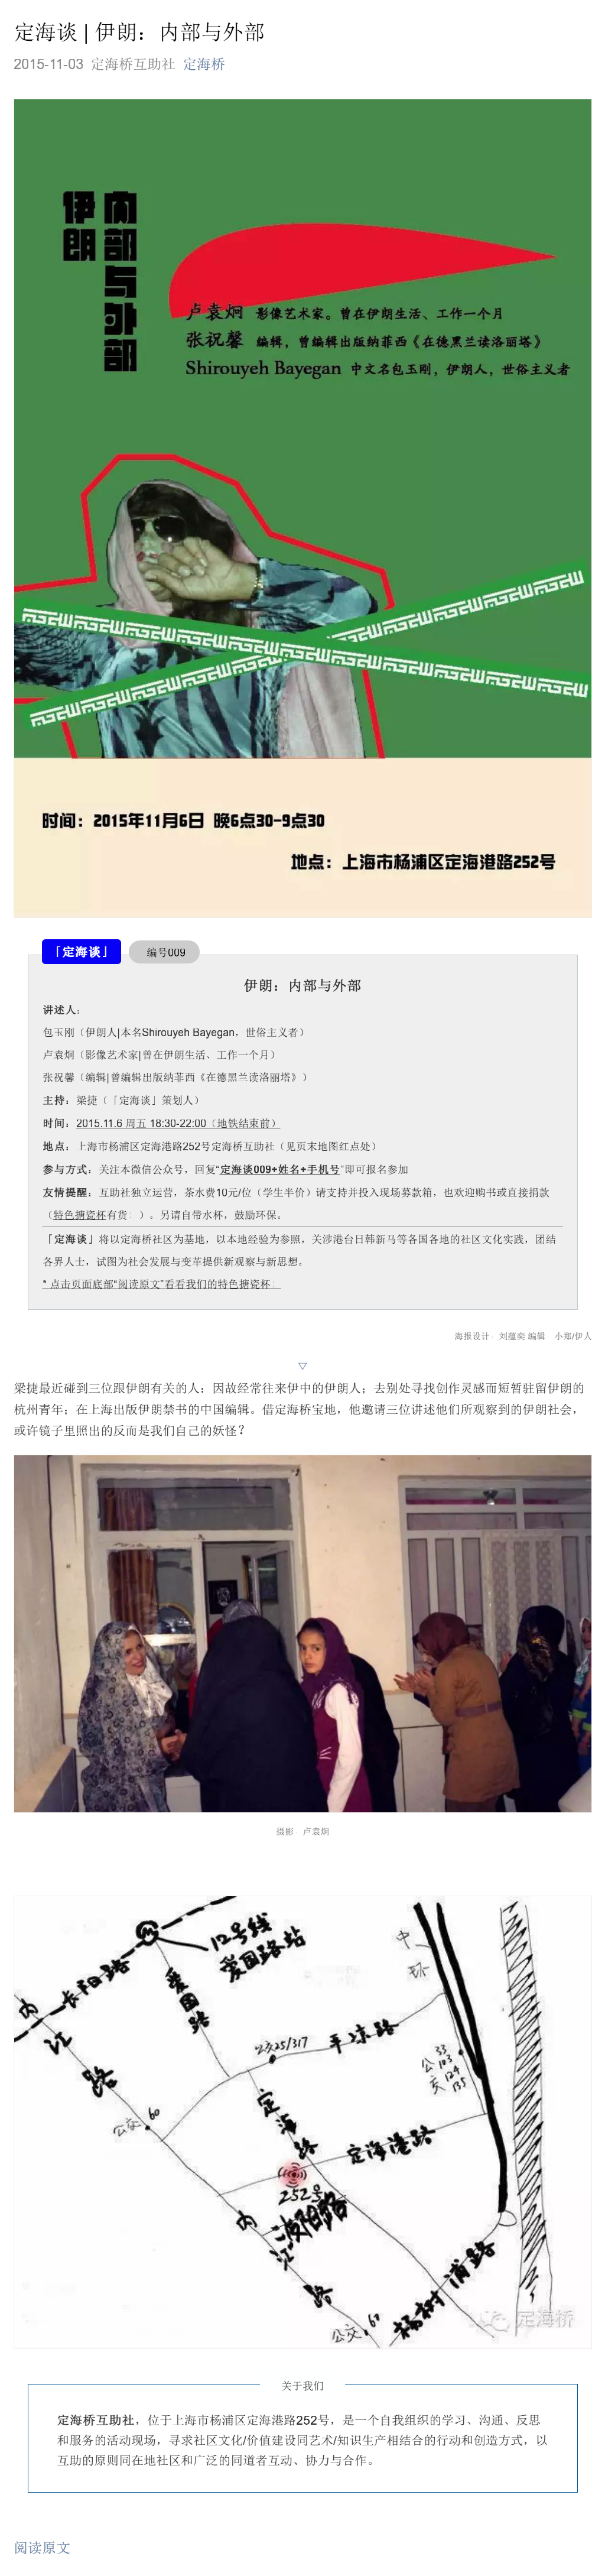 定海谈 | 伊朗：内部与外部
2015-11-03 定海桥互助社 定海桥
伊朗
内部与外部
卢袁炯 影像艺术家。曾在伊朗生活、工作一个月
张祝馨 编辑，曾编辑出版纳菲西《在德黑兰读洛丽塔》
Shirouyeh Bayegan 中文名包玉刚，伊朗人，世俗主义者
时间：2015年11月6日 晚6点30-9点30
地点：上海市杨浦区定海港路252号
「定海谈」 编号009
伊朗：内部与外部
讲述人：
包玉刚（伊朗人|本名Shirouyeh Bayegan，世俗主义者）
卢袁炯（影像艺术家|曾在伊朗生活、工作一个月）
张祝馨（编辑|曾编辑出版纳菲西《在德黑兰读洛丽塔》）
主持：梁捷（「定海谈」策划人）
时间：2015.11.6 周五 18:30-22:00（地铁结束前）
地点：上海市杨浦区定海港路252号定海桥互助社（见页末地图红点处）
参与方式：关注本微信公众号，回复“定海谈009+姓名+手机号”即可报名参加
友情提醒：互助社独立运营，茶水费10元/位（学生半价）请支持并投入现场募款箱，也欢迎购书或直接捐款
（特色搪瓷杯有货！）。另请自带水杯，鼓励环保。
「定海谈」将以定海桥社区为基地，以本地经验为参照，关涉港台日韩新马等各国各地的社区文化实践，团结
各界人士，试图为社会发展与变革提供新观察与新思想。
* 点击页面底部“阅读原文”看看我们的特色搪瓷杯！
海报设计 刘蕴奕 编辑 小郑/伊人
▽
梁捷最近碰到三位跟伊朗有关的人：因故经常往来伊中的伊朗人；去别处寻找创作灵感而短暂驻留伊朗的
杭州青年；在上海出版伊朗禁书的中国编辑。借定海桥宝地，他邀请三位讲述他们所观察到的伊朗社会，
或许镜子里照出的反而是我们自己的妖怪？
摄影 卢袁炯
12号线
爱国路站
长阳路
爱国路
中环
内江路
公交25/317
平凉路
公交
33
103
124
135
公交60
定海路
定海港路
252号
沈阳路
内江路
杨树浦路
公交60
定海桥
关于我们
定海桥互助社，位于上海市杨浦区定海港路252号，是一个自我组织的学习、沟通、反思
和服务的活动现场，寻求社区文化/价值建设同艺术/知识生产相结合的行动和创造方式，以
互助的原则同在地社区和广泛的同道者互动、协力与合作。
阅读原文